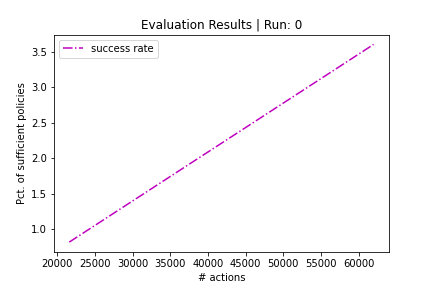 Evaluation Results | Run: 0
success rate
Pct. of sufficient policies
3.5
3.0
2.5
2.0
1.5
1.0
20000 25000 30000 35000 40000 45000 50000 55000 60000
# actions